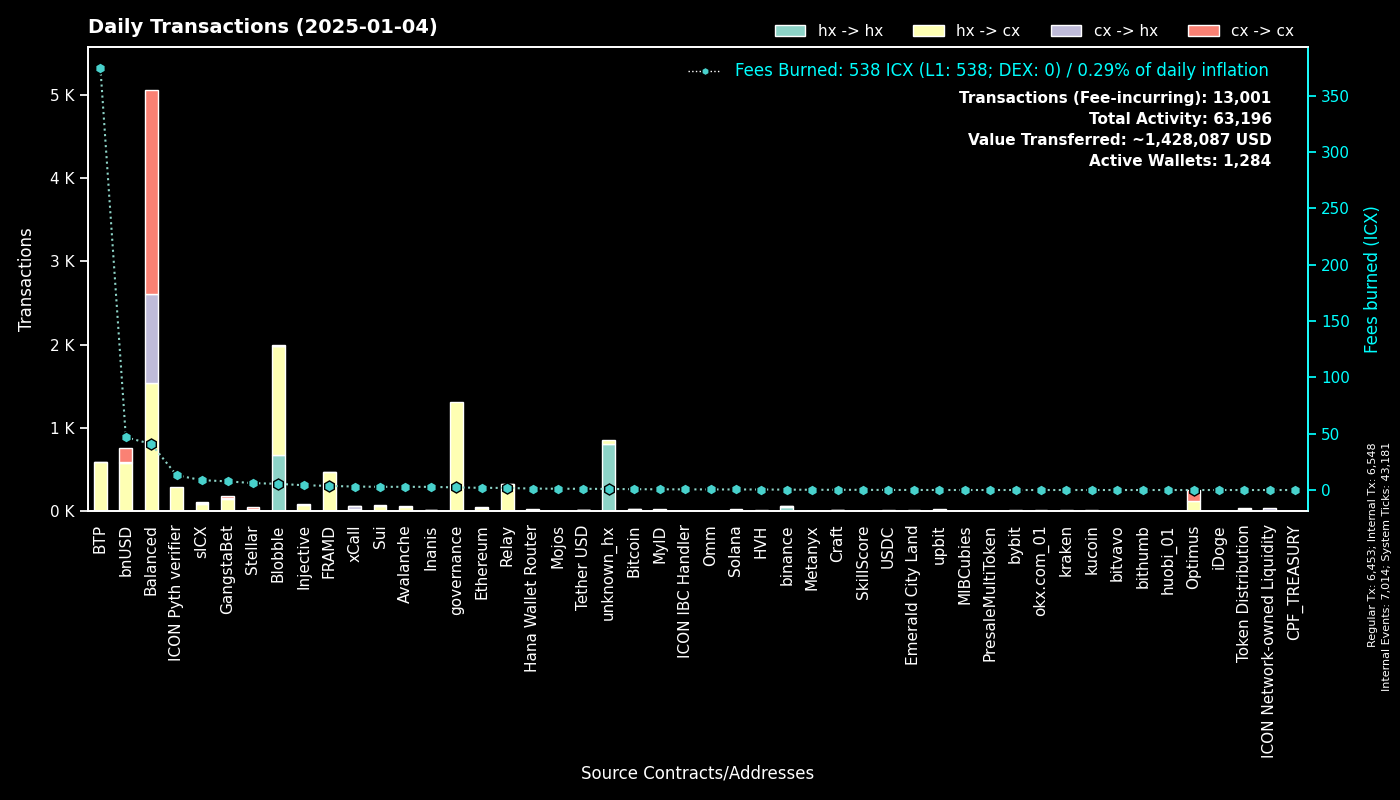 Daily Transactions (2025-01-04)
hx -> hx
hx -> cx
cx -> hx
cx -> cx
Fees Burned: 538 ICX (L1: 538; DEX: 0) / 0.29% of daily inflation
Transactions (Fee-incurring): 13,001
Total Activity: 63,196
Value Transferred: ~1,428,087 USD
Active Wallets: 1,284
Transactions
5 K
4 K
3 K
2 K
1 K
0 K
350
300
250
200
150
100
50
0
Fees burned (ICX)
BTP
bnUSD
Balanced
ICON Pyth verifier
sICX
GangstaBet
Stellar
Blobble
Injective
FRAMD
xCall
Sui
Avalanche
Inanis
governance
Ethereum
Relay
Hana Wallet Router
Mojos
Tether USD
unknown_hx
Bitcoin
MyID
ICON IBC Handler
Omm
Solana
HVH
binance
Metanyx
Craft
SkillScore
USDC
Emerald City Land
upbit
MIBCubies
PresaleMultiToken
bybit
okx.com_01
kraken
kucoin
bitvavo
bithumb
huobi_01
Optimus
iDoge
Token Distribution
ICON Network-owned Liquidity
CPF_TREASURY
Source Contracts/Addresses
Regular Tx: 6,453; Internal Tx: 6,548
Internal Events: 7,014; System Ticks: 43,181